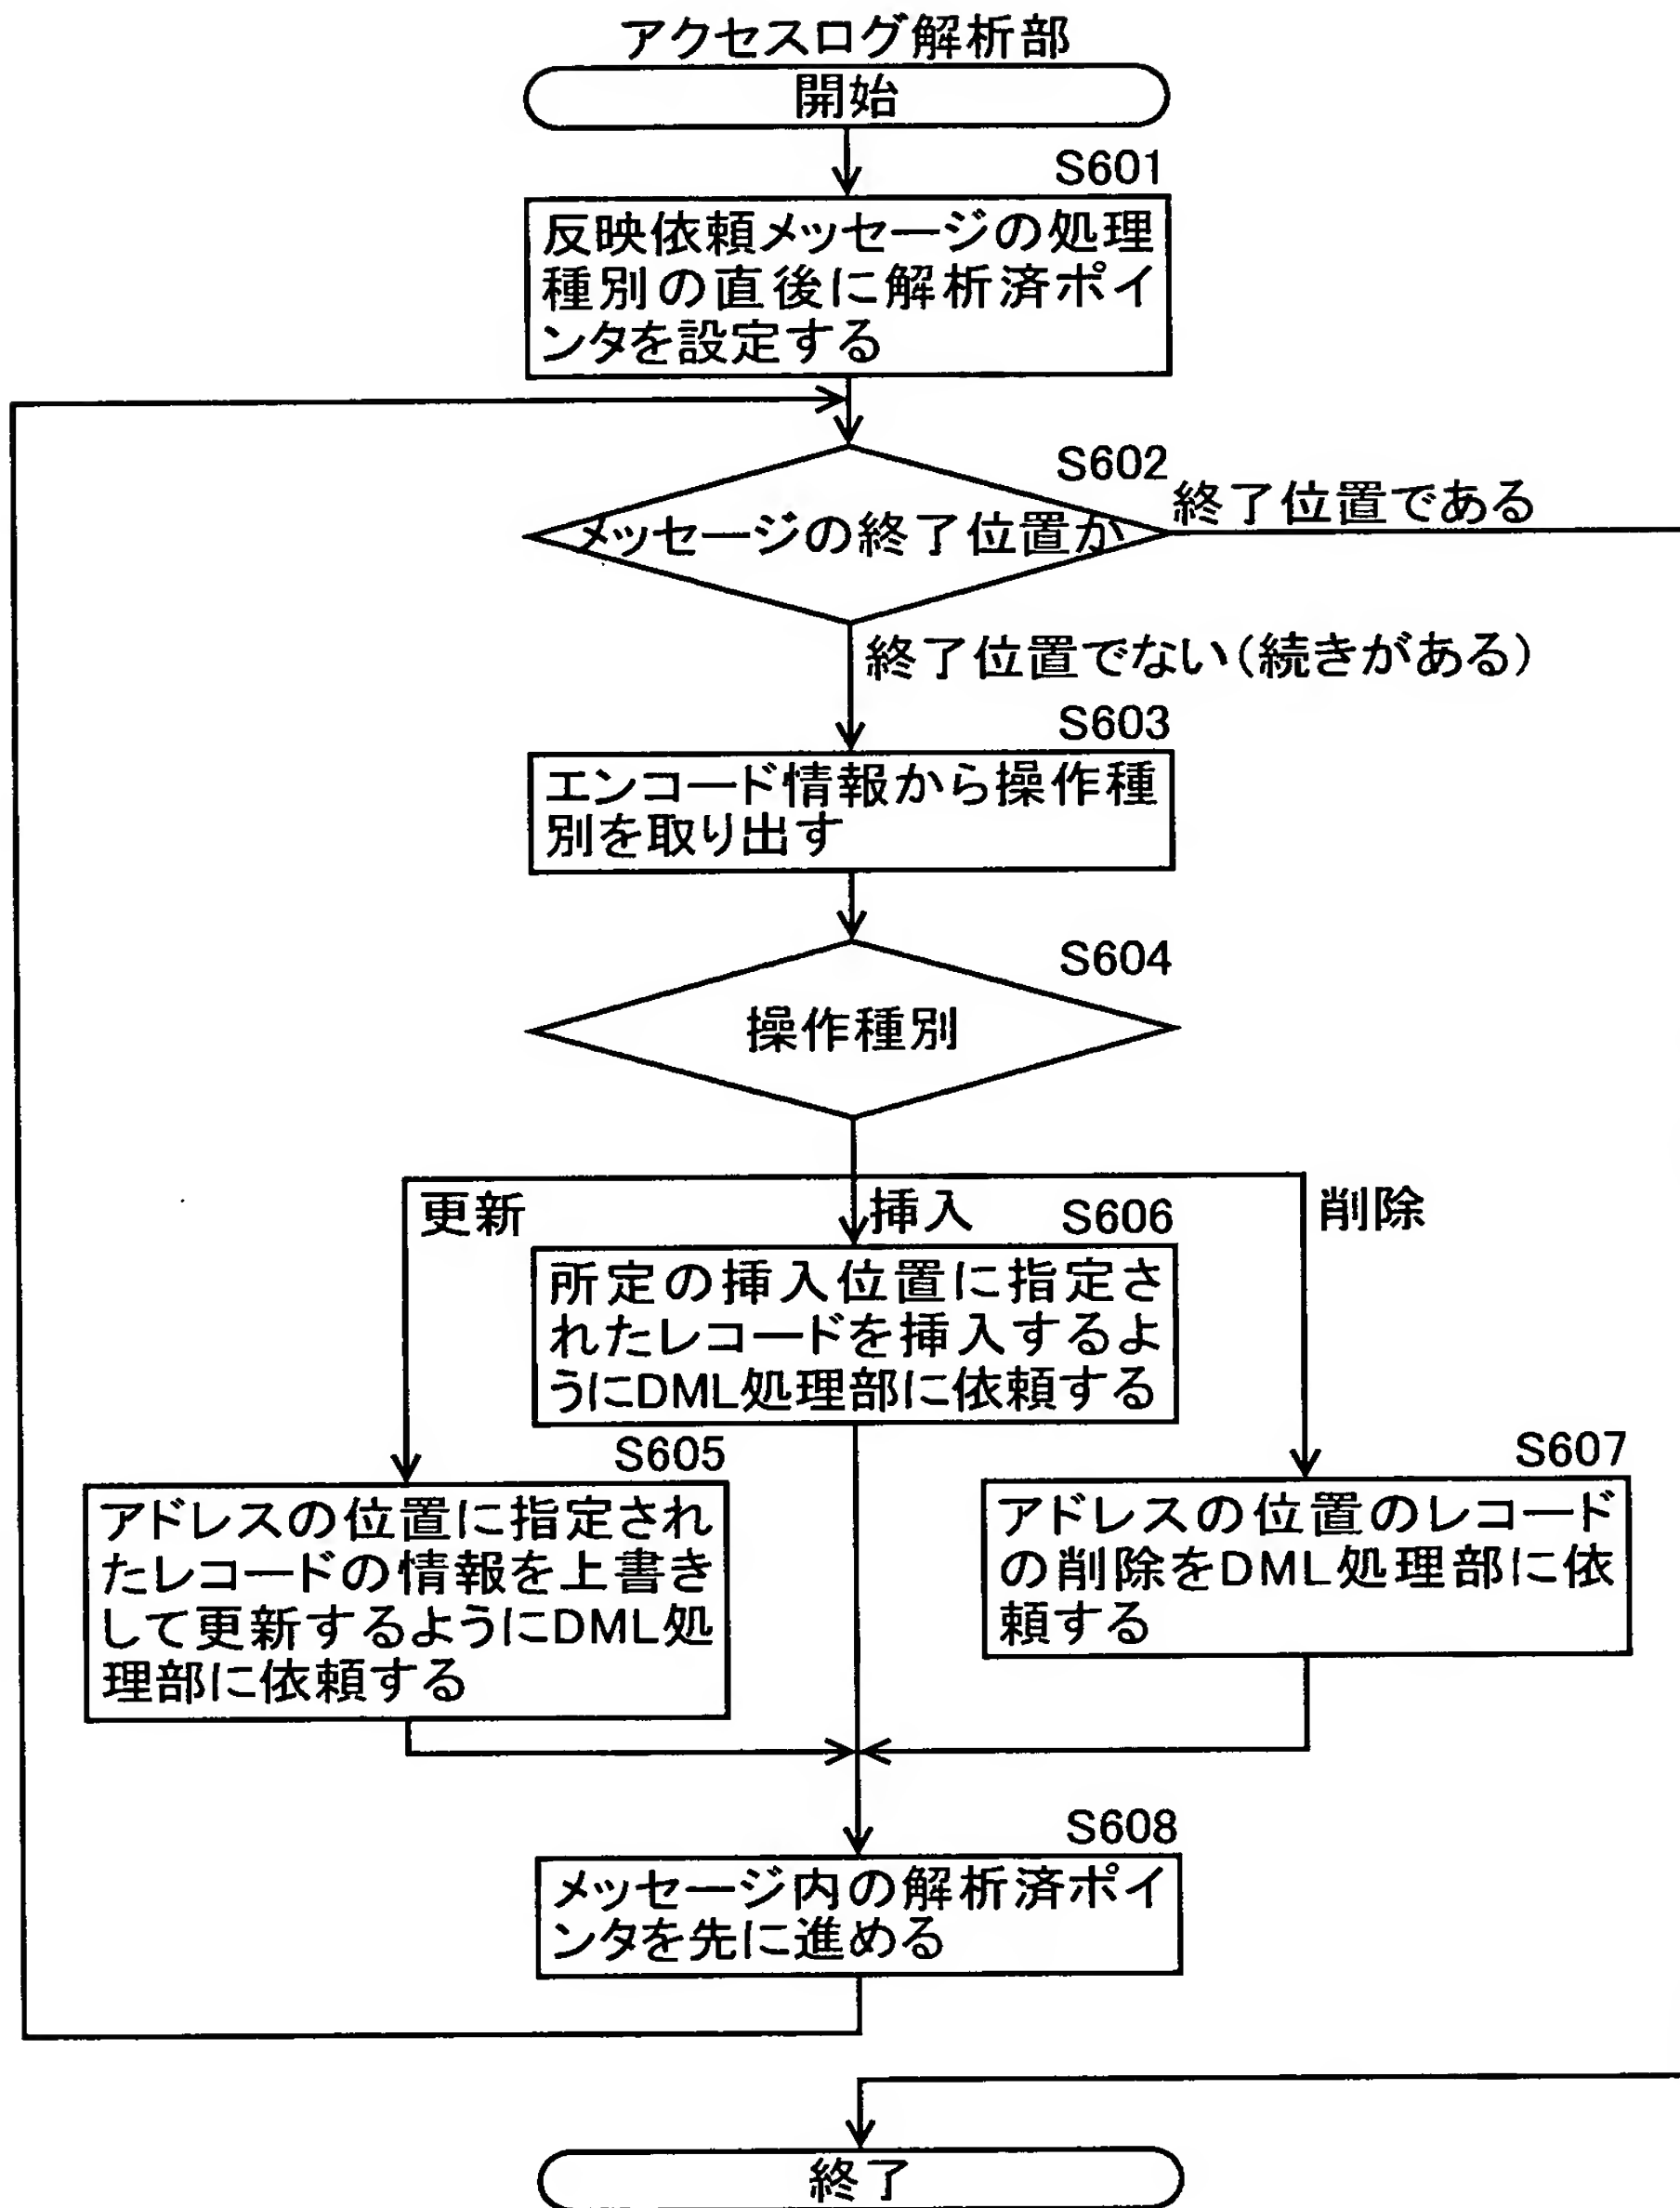 アクセスログ解析部
開始
S601
反映依頼メッセージの処理
種別の直後に解析済ポイ
ンタを設定する
S602
メッセージの終了位置か
終了位置である
終了位置でない(続きがある)
S603
エンコード情報から操作種
別を取り出す
S604
操作種別
更新
挿入
削除
S606
所定の挿入位置に指定さ
れたレコードを挿入するよ
うにDML処理部に依頼する
S605
アドレスの位置に指定され
たレコードの情報を上書き
して更新するようにDML処
理部に依頼する
S607
アドレスの位置のレコード
の削除をDML処理部に依
頼する
S608
メッセージ内の解析済ポイ
ンタを先に進める
終了